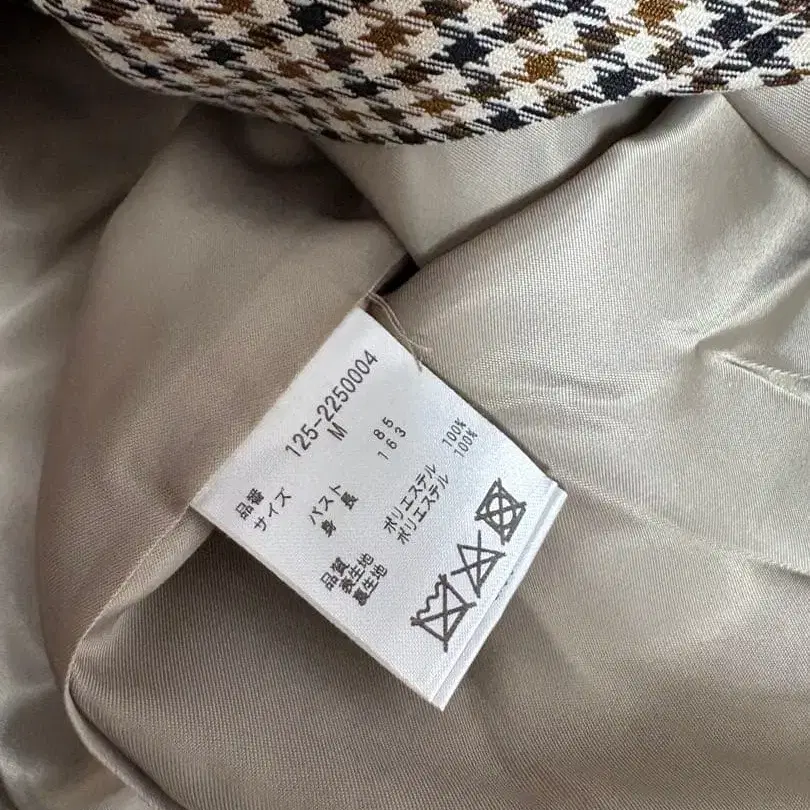 品番 125-2250004
サイズ M
バスト 85
身長 163
品質
表生地 ポリエステル 100%
裏生地 ポリエステル 100%